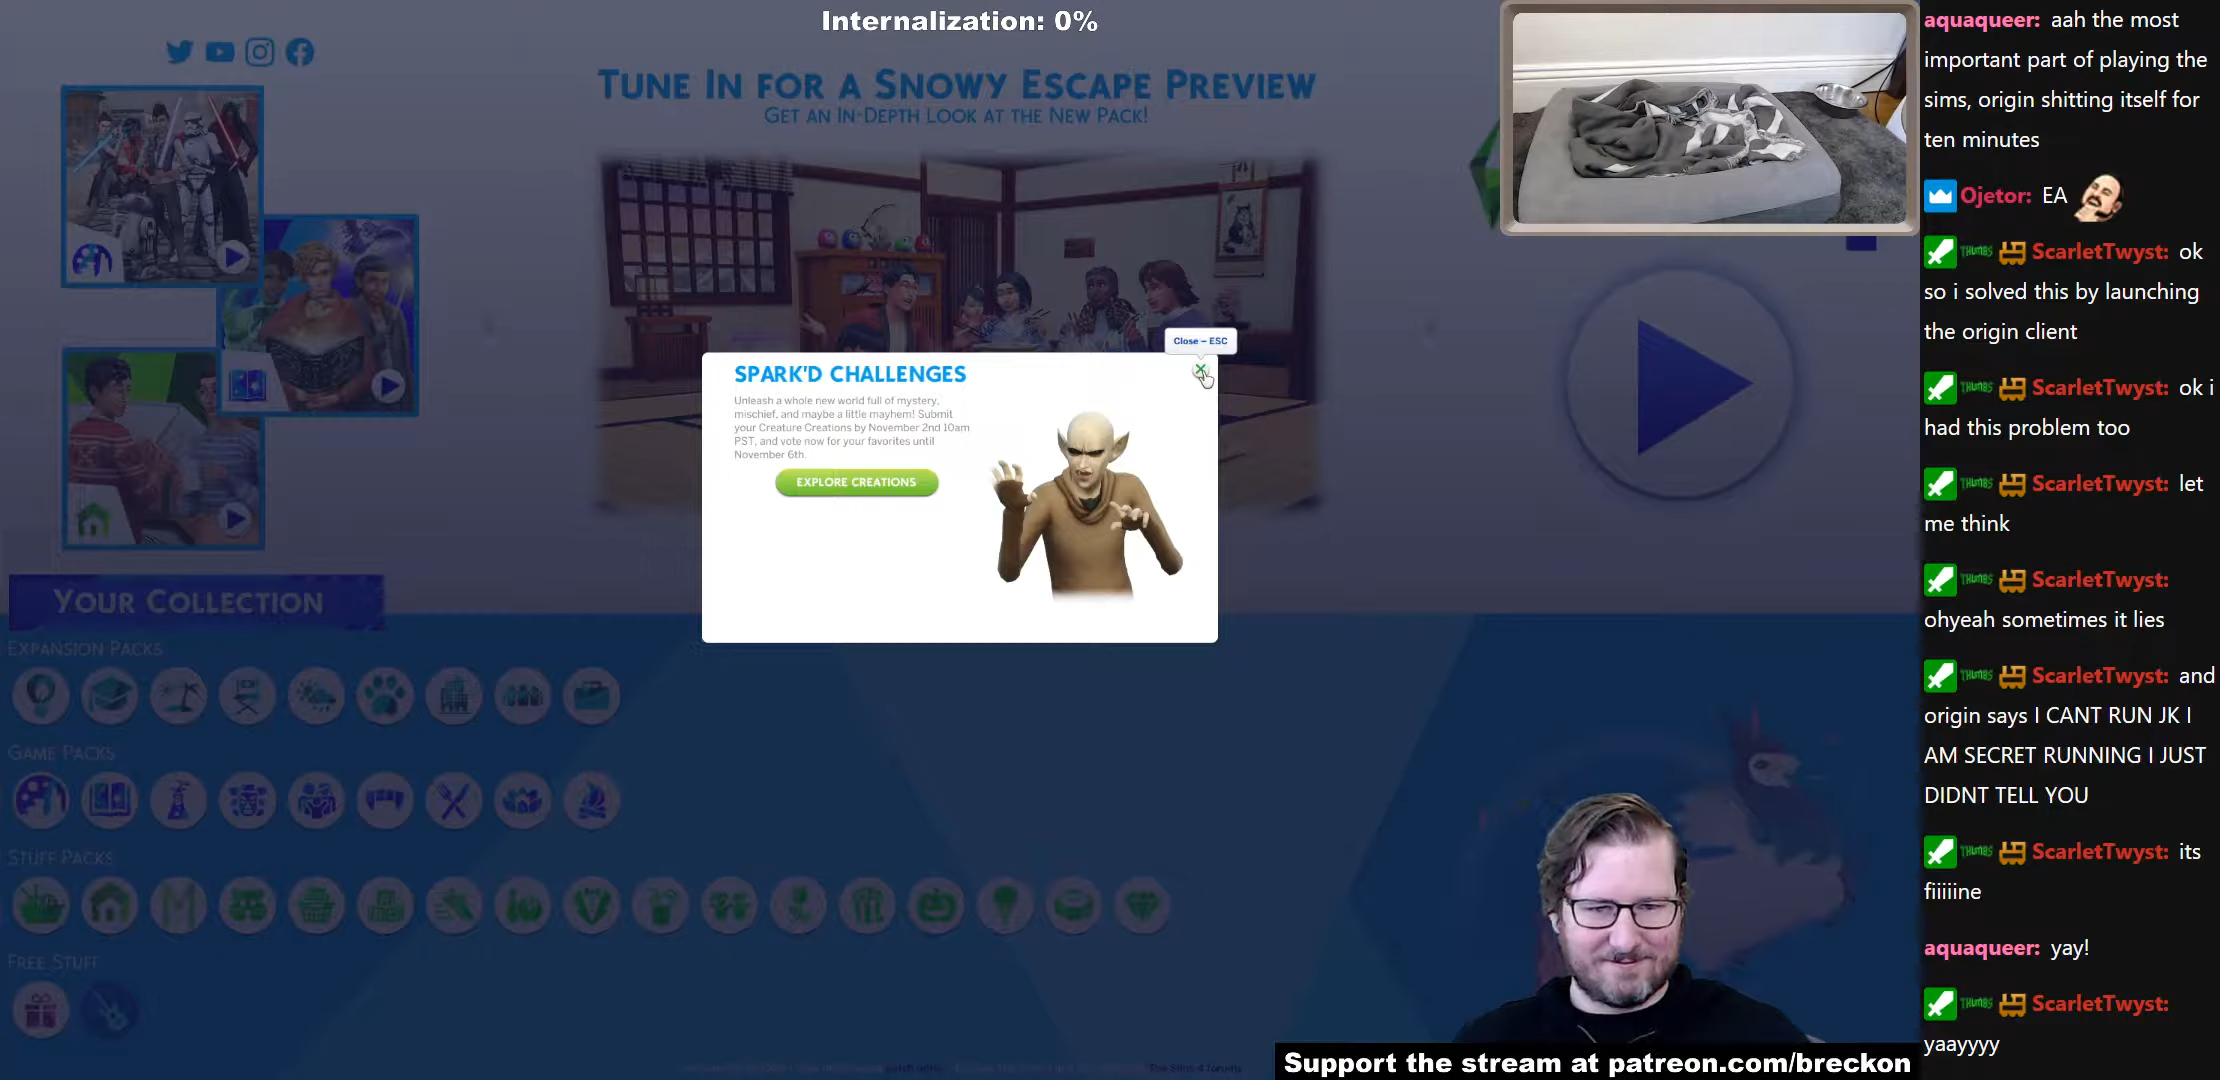 Internalization: 0%
TUNE IN FOR A SNOWY ESCAPE PREVIEW
GET AN IN-DEPTH LOOK AT THE NEW PACK!
Close – ESC
SPARK'D CHALLENGES
Unleash a whole new world full of mystery,
mischief, and maybe a little mayhem! Submit
your Creature Creations by November 2nd 10am
PST, and vote now for your favorites until
November 6th.
EXPLORE CREATIONS
YOUR COLLECTION
EXPANSION PACKS
GAME PACKS
STUFF PACKS
FREE STUFF
Support the stream at patreon.com/breckon
aquaqueer: aah the most
important part of playing the
sims, origin shitting itself for
ten minutes
Ojetor: EA
THUMBS ScarletTwyst: ok
so i solved this by launching
the origin client
THUMBS ScarletTwyst: ok i
had this problem too
THUMBS ScarletTwyst: let
me think
THUMBS ScarletTwyst:
ohyeah sometimes it lies
THUMBS ScarletTwyst: and
origin says I CANT RUN JK I
AM SECRET RUNNING I JUST
DIDNT TELL YOU
THUMBS ScarletTwyst: its
fiiiiine
aquaqueer: yay!
THUMBS ScarletTwyst:
yaayyyy